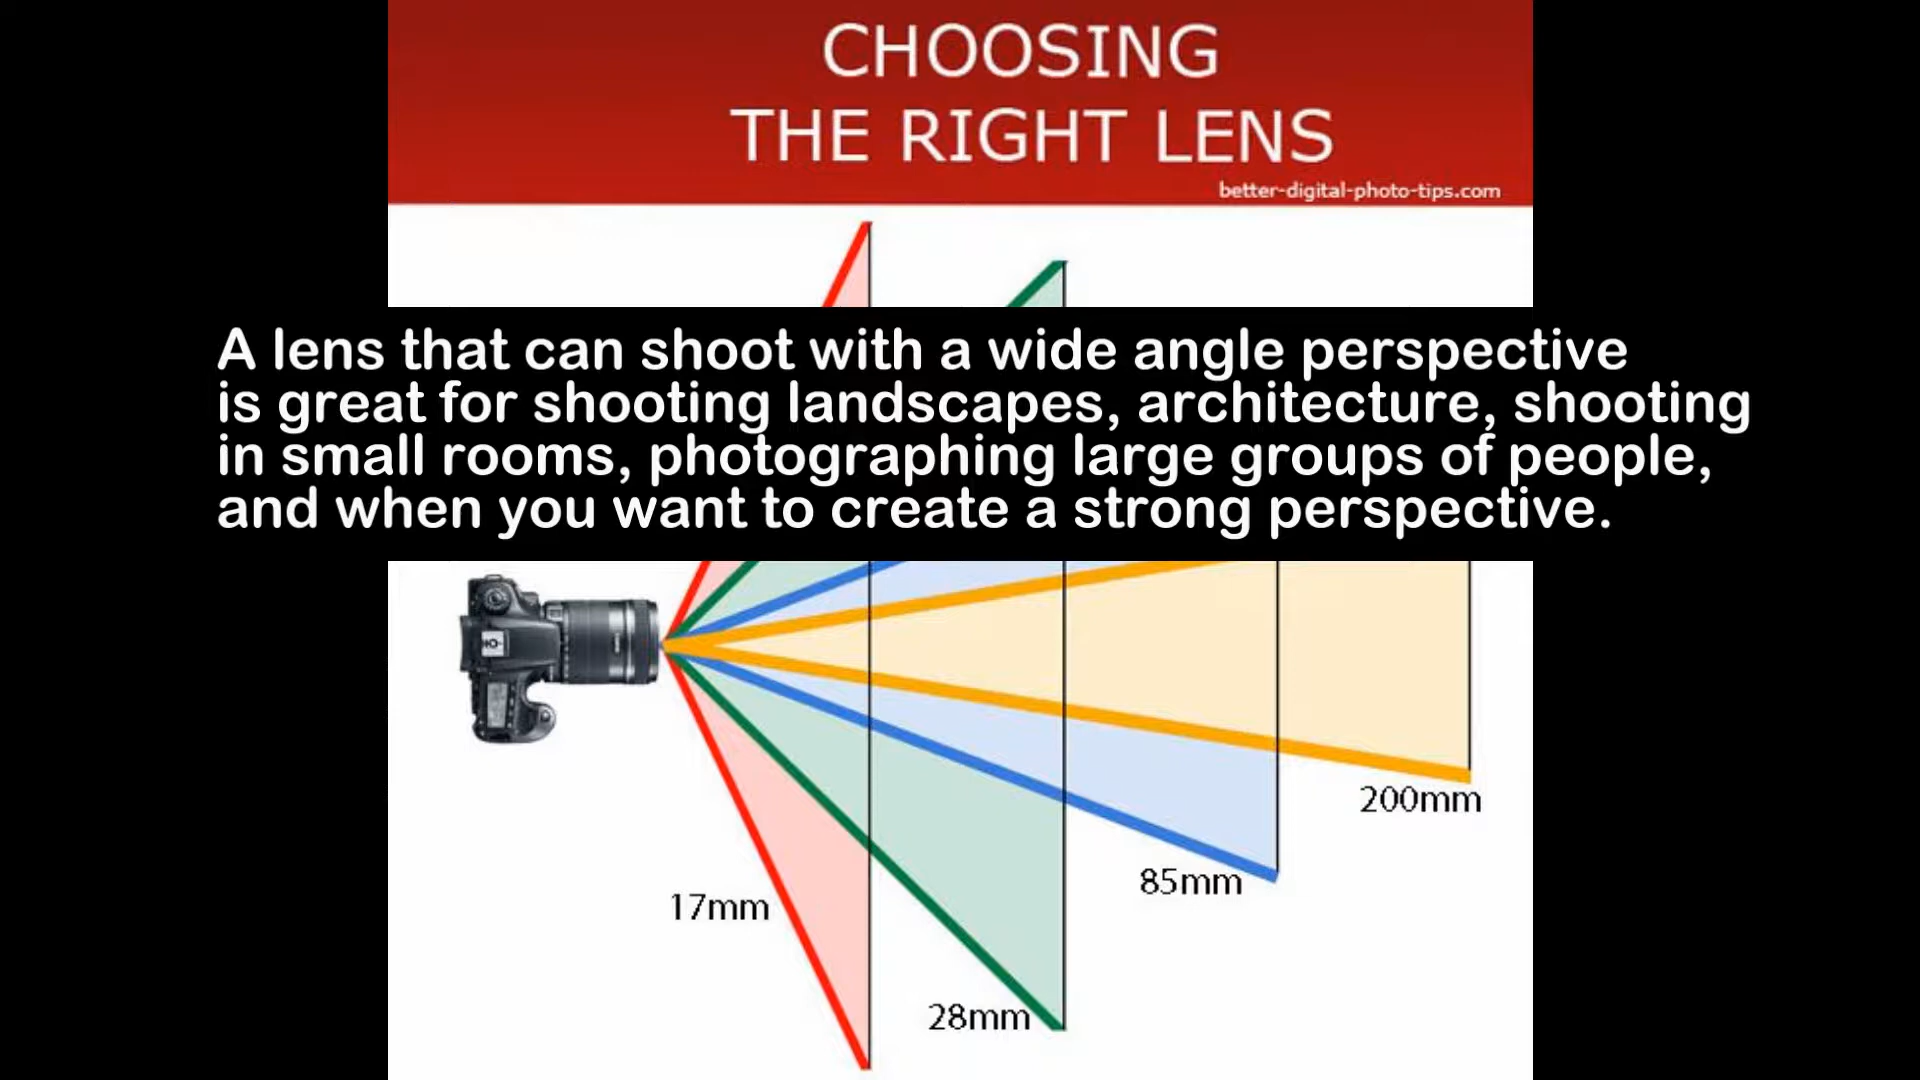 CHOOSING
THE RIGHT LENS
better-digital-photo-tips.com
A lens that can shoot with a wide angle perspective
is great for shooting landscapes, architecture, shooting
in small rooms, photographing large groups of people,
and when you want to create a strong perspective.
200mm
85mm
17mm
28mm